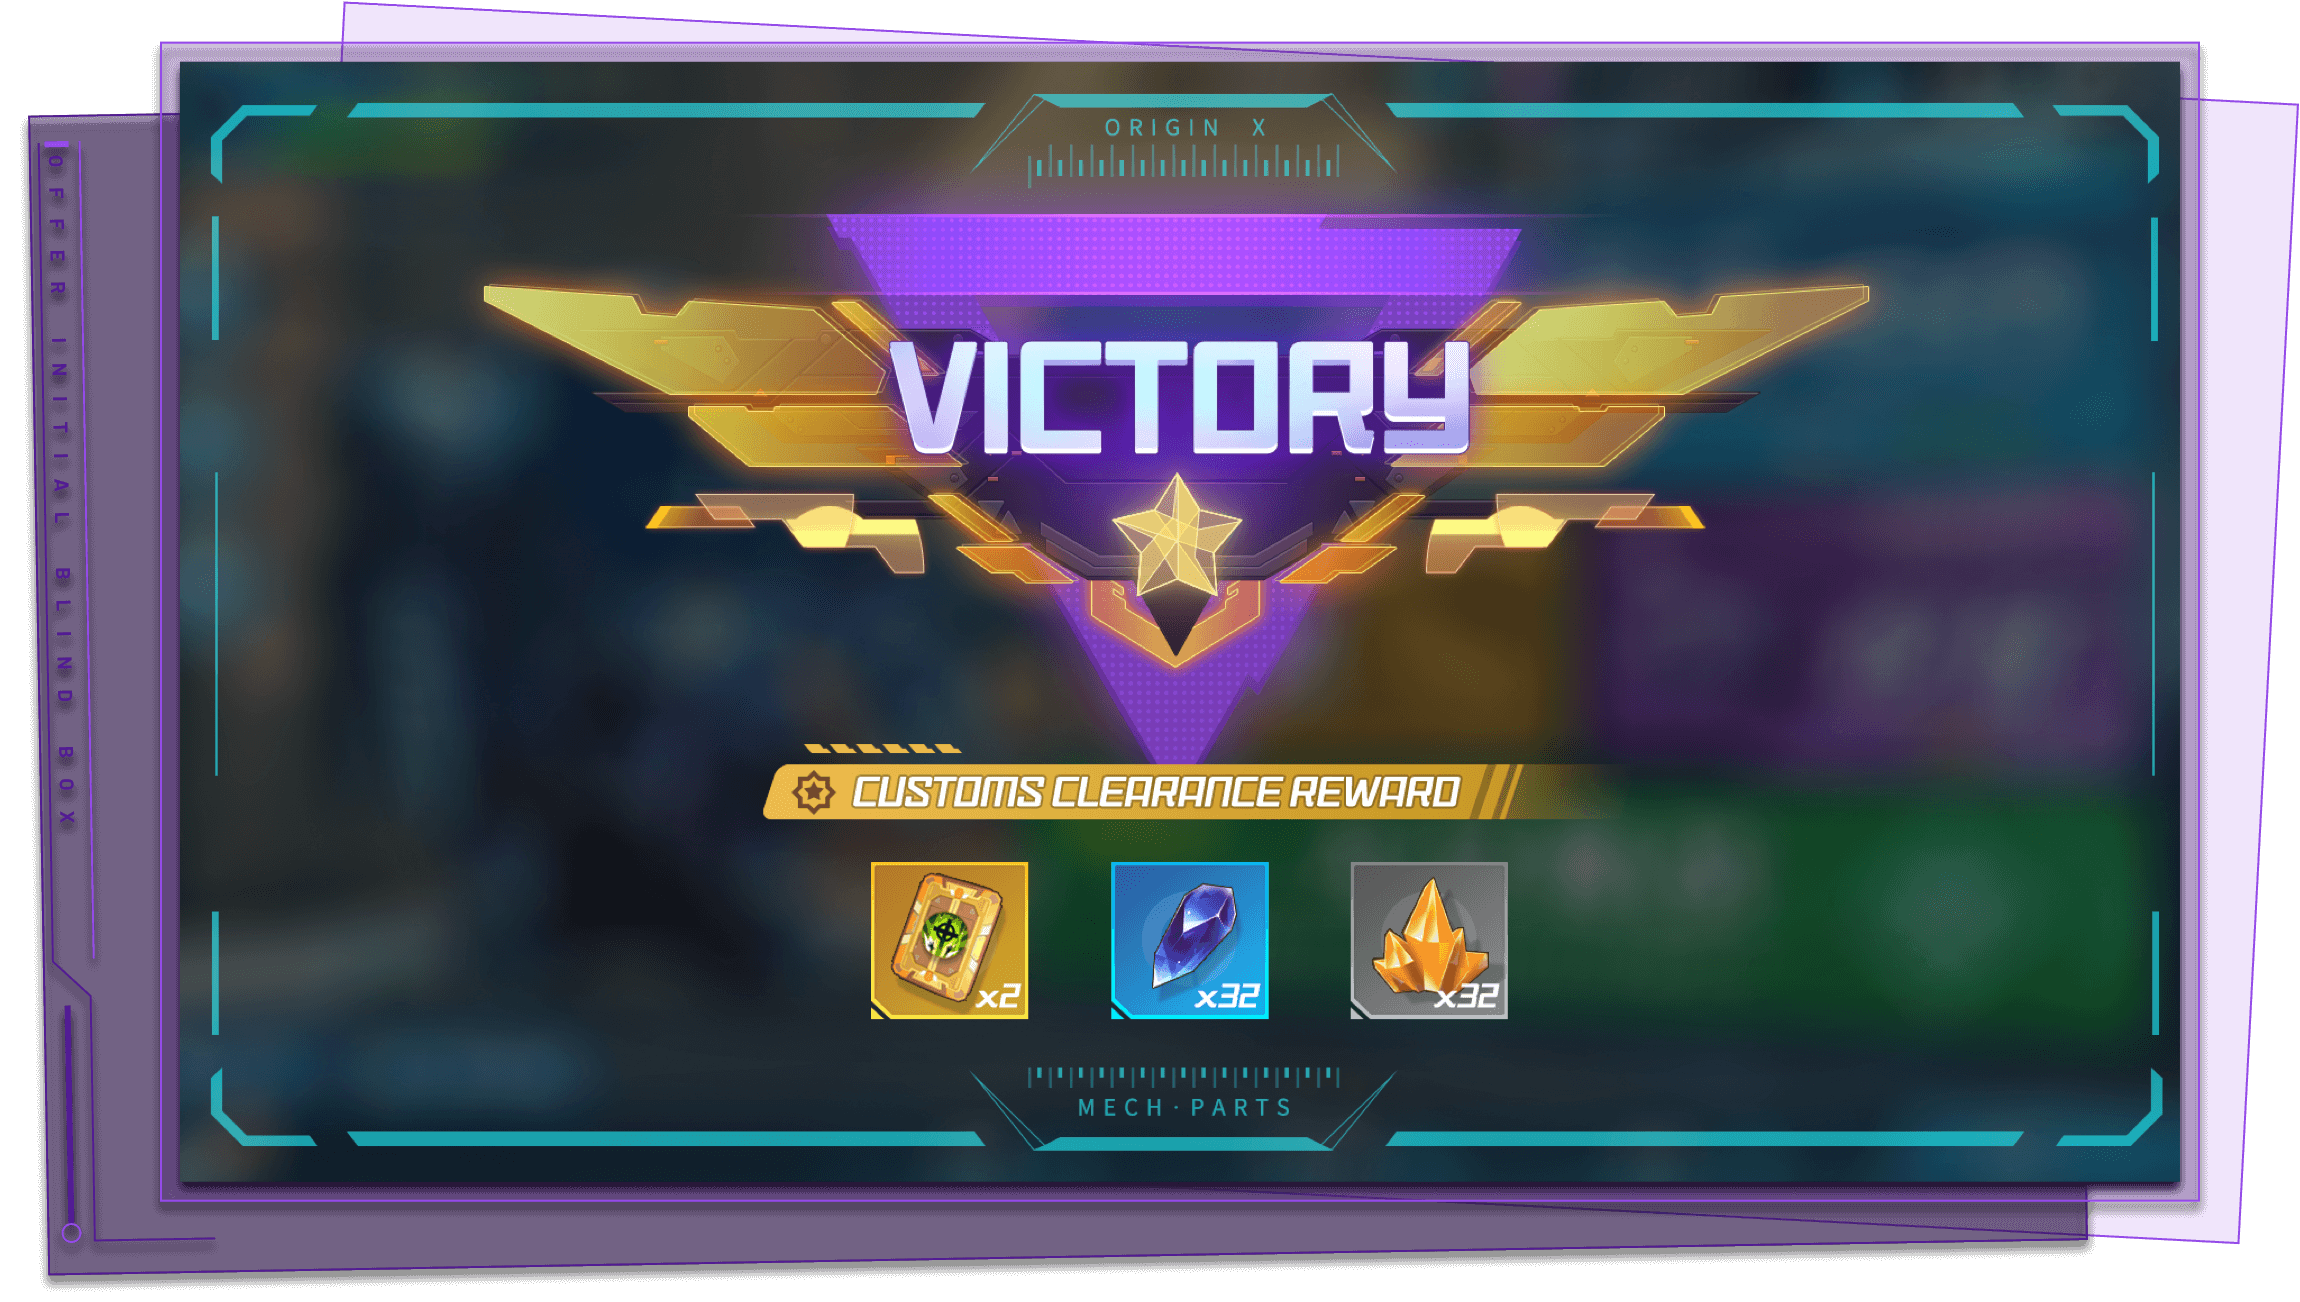 ORIGIN X
VICTORY
CUSTOMS CLEARANCE REWARD
x2
x32
x32
MECH·PARTS
OFFER INITIAL BLIND BOX